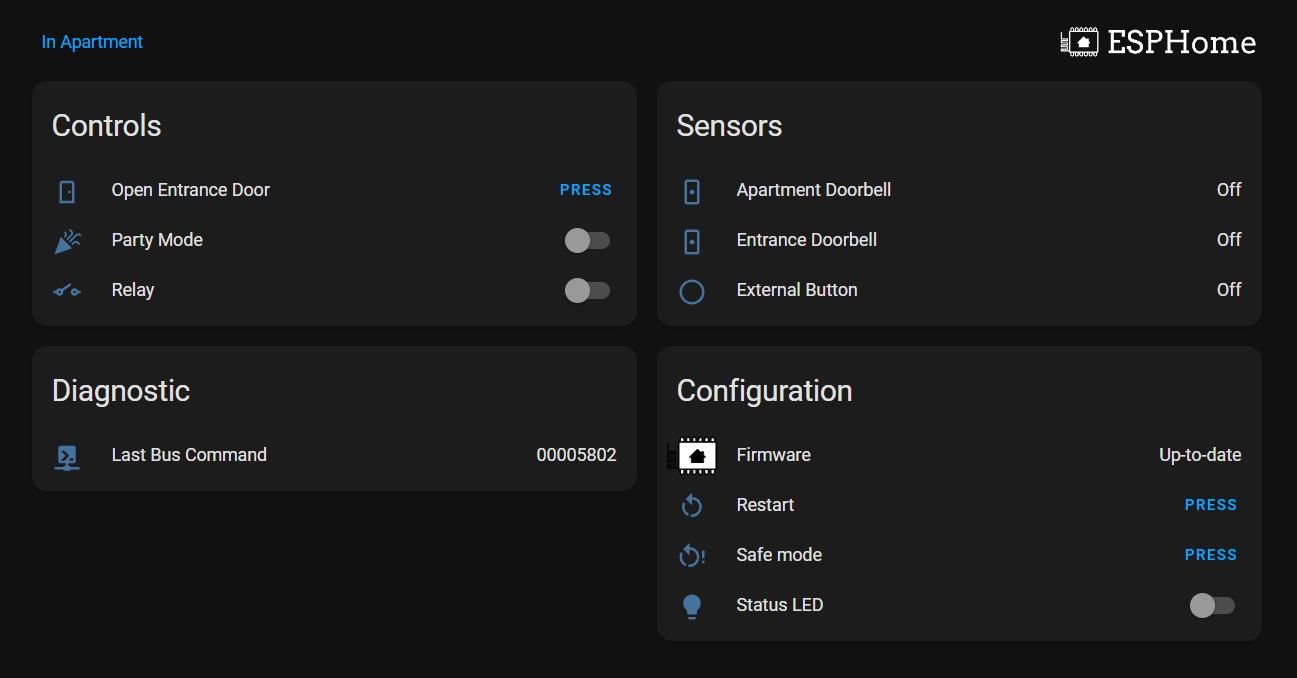 In Apartment
ESPHome
Controls
Open Entrance Door PRESS
Party Mode
Relay
Sensors
Apartment Doorbell Off
Entrance Doorbell Off
External Button Off
Diagnostic
Last Bus Command 00005802
Configuration
Firmware Up-to-date
Restart PRESS
Safe mode PRESS
Status LED